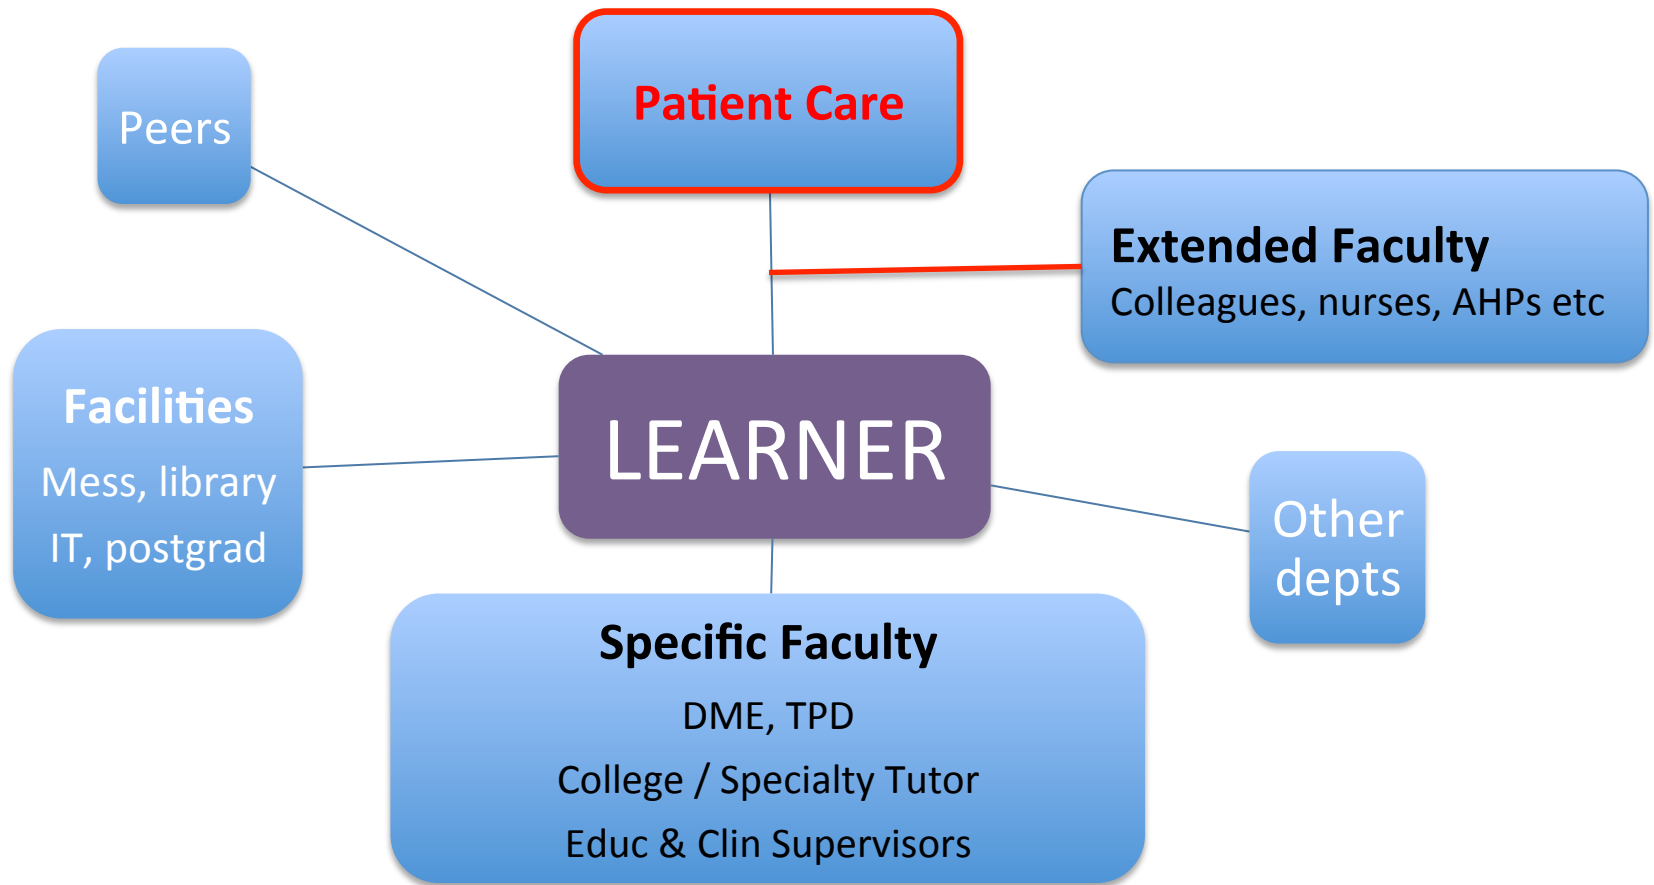 Peers
Patient Care
Extended Faculty
Colleagues, nurses, AHPs etc
Facilities
Mess, library
IT, postgrad
LEARNER
Other
depts
Specific Faculty
DME, TPD
College / Specialty Tutor
Educ & Clin Supervisors